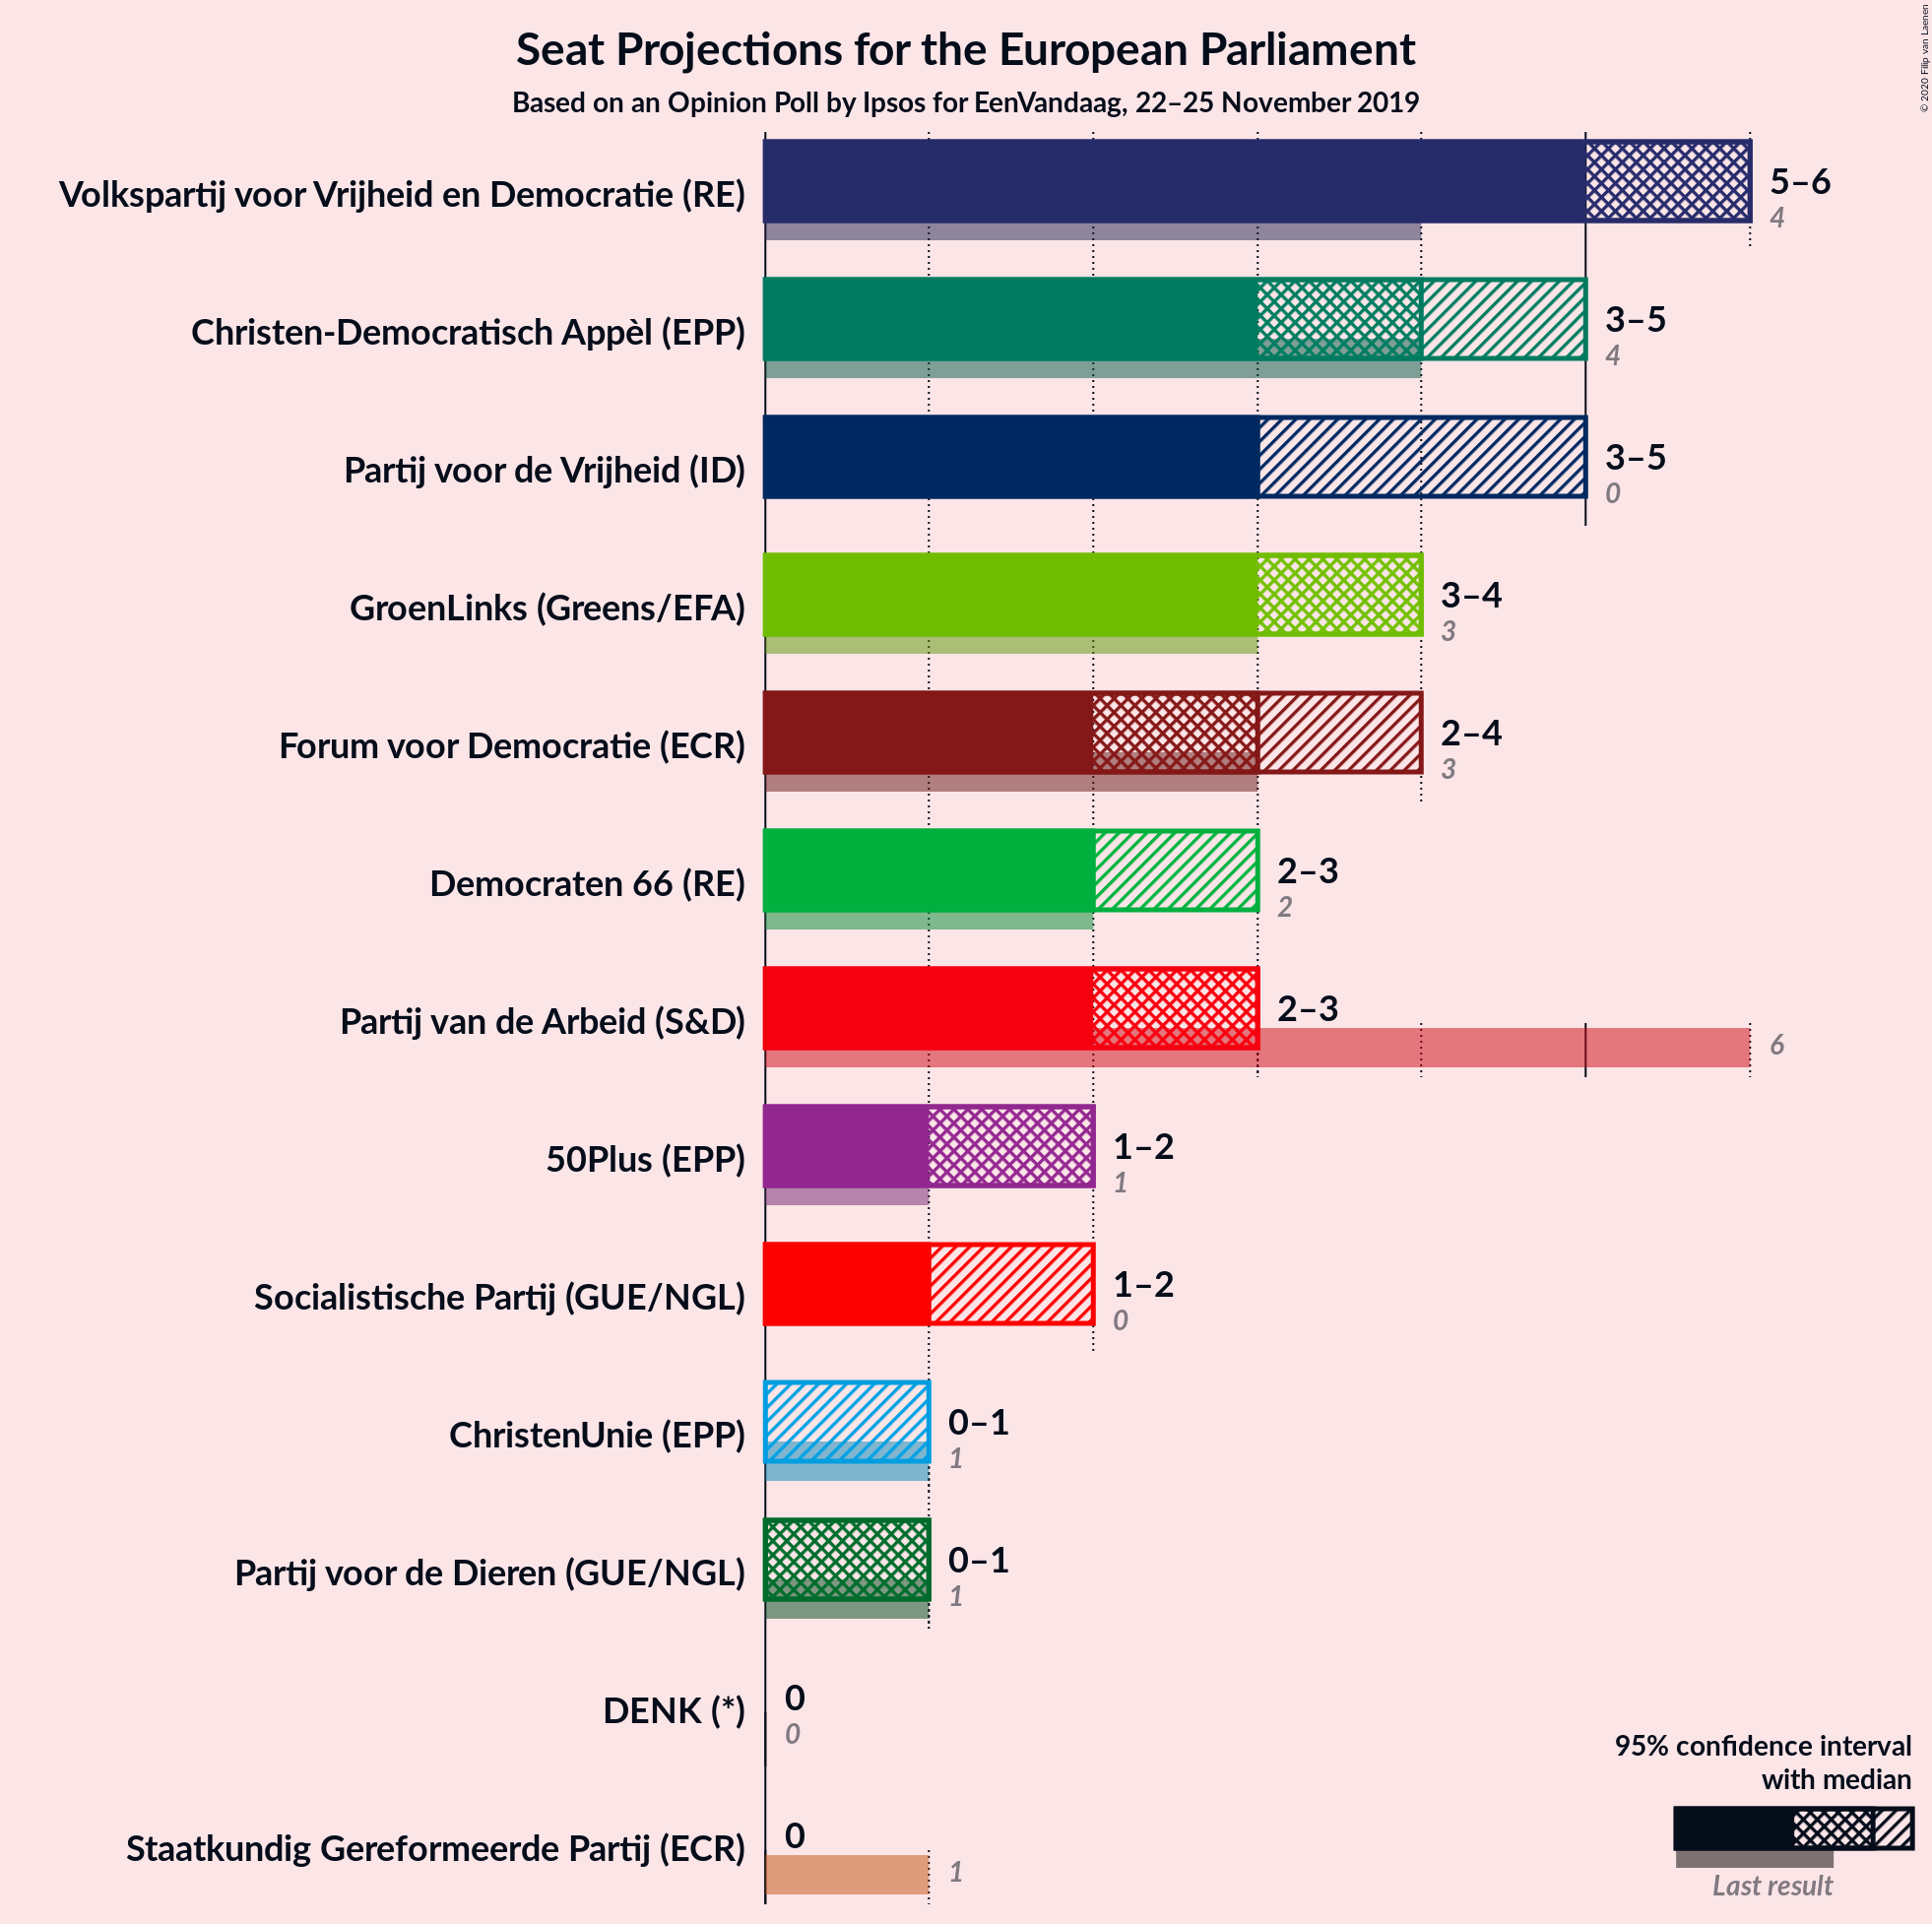 Seat Projections for the European Parliament
Based on an Opinion Poll by Ipsos for EenVandaag, 22–25 November 2019
© 2020 Filip van Laenen
Volkspartij voor Vrijheid en Democratie (RE)
5–6
4
Christen-Democratisch Appèl (EPP)
3–5
4
Partij voor de Vrijheid (ID)
3–5
0
GroenLinks (Greens/EFA)
3–4
3
Forum voor Democratie (ECR)
2–4
3
Democraten 66 (RE)
2–3
2
Partij van de Arbeid (S&D)
2–3
6
50Plus (EPP)
1–2
1
Socialistische Partij (GUE/NGL)
1–2
0
ChristenUnie (EPP)
0–1
1
Partij voor de Dieren (GUE/NGL)
0–1
1
DENK (*)
0
0
Staatkundig Gereformeerde Partij (ECR)
0
1
95% confidence interval
with median
Last result